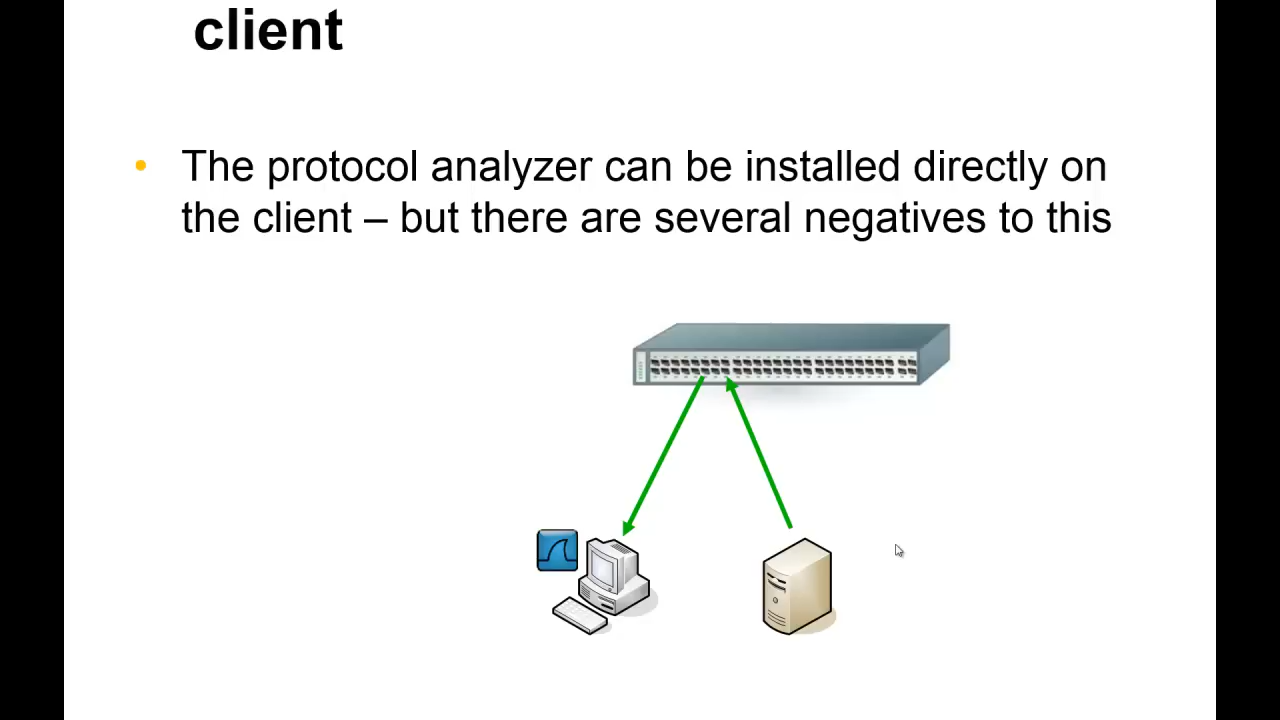 client
The protocol analyzer can be installed directly on
the client – but there are several negatives to this